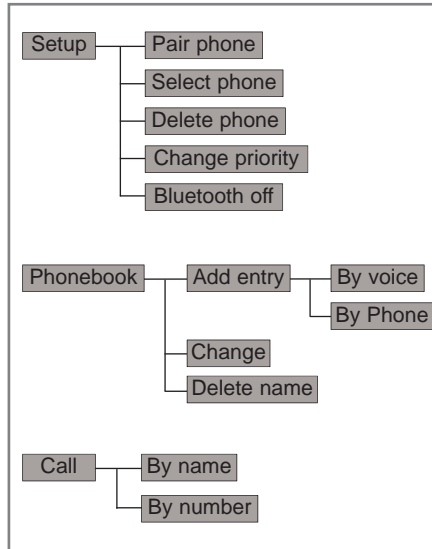 Setup Pair phone
Select phone
Delete phone
Change priority
Bluetooth off
Phonebook Add entry By voice
By Phone
Change
Delete name
Call By name
By number